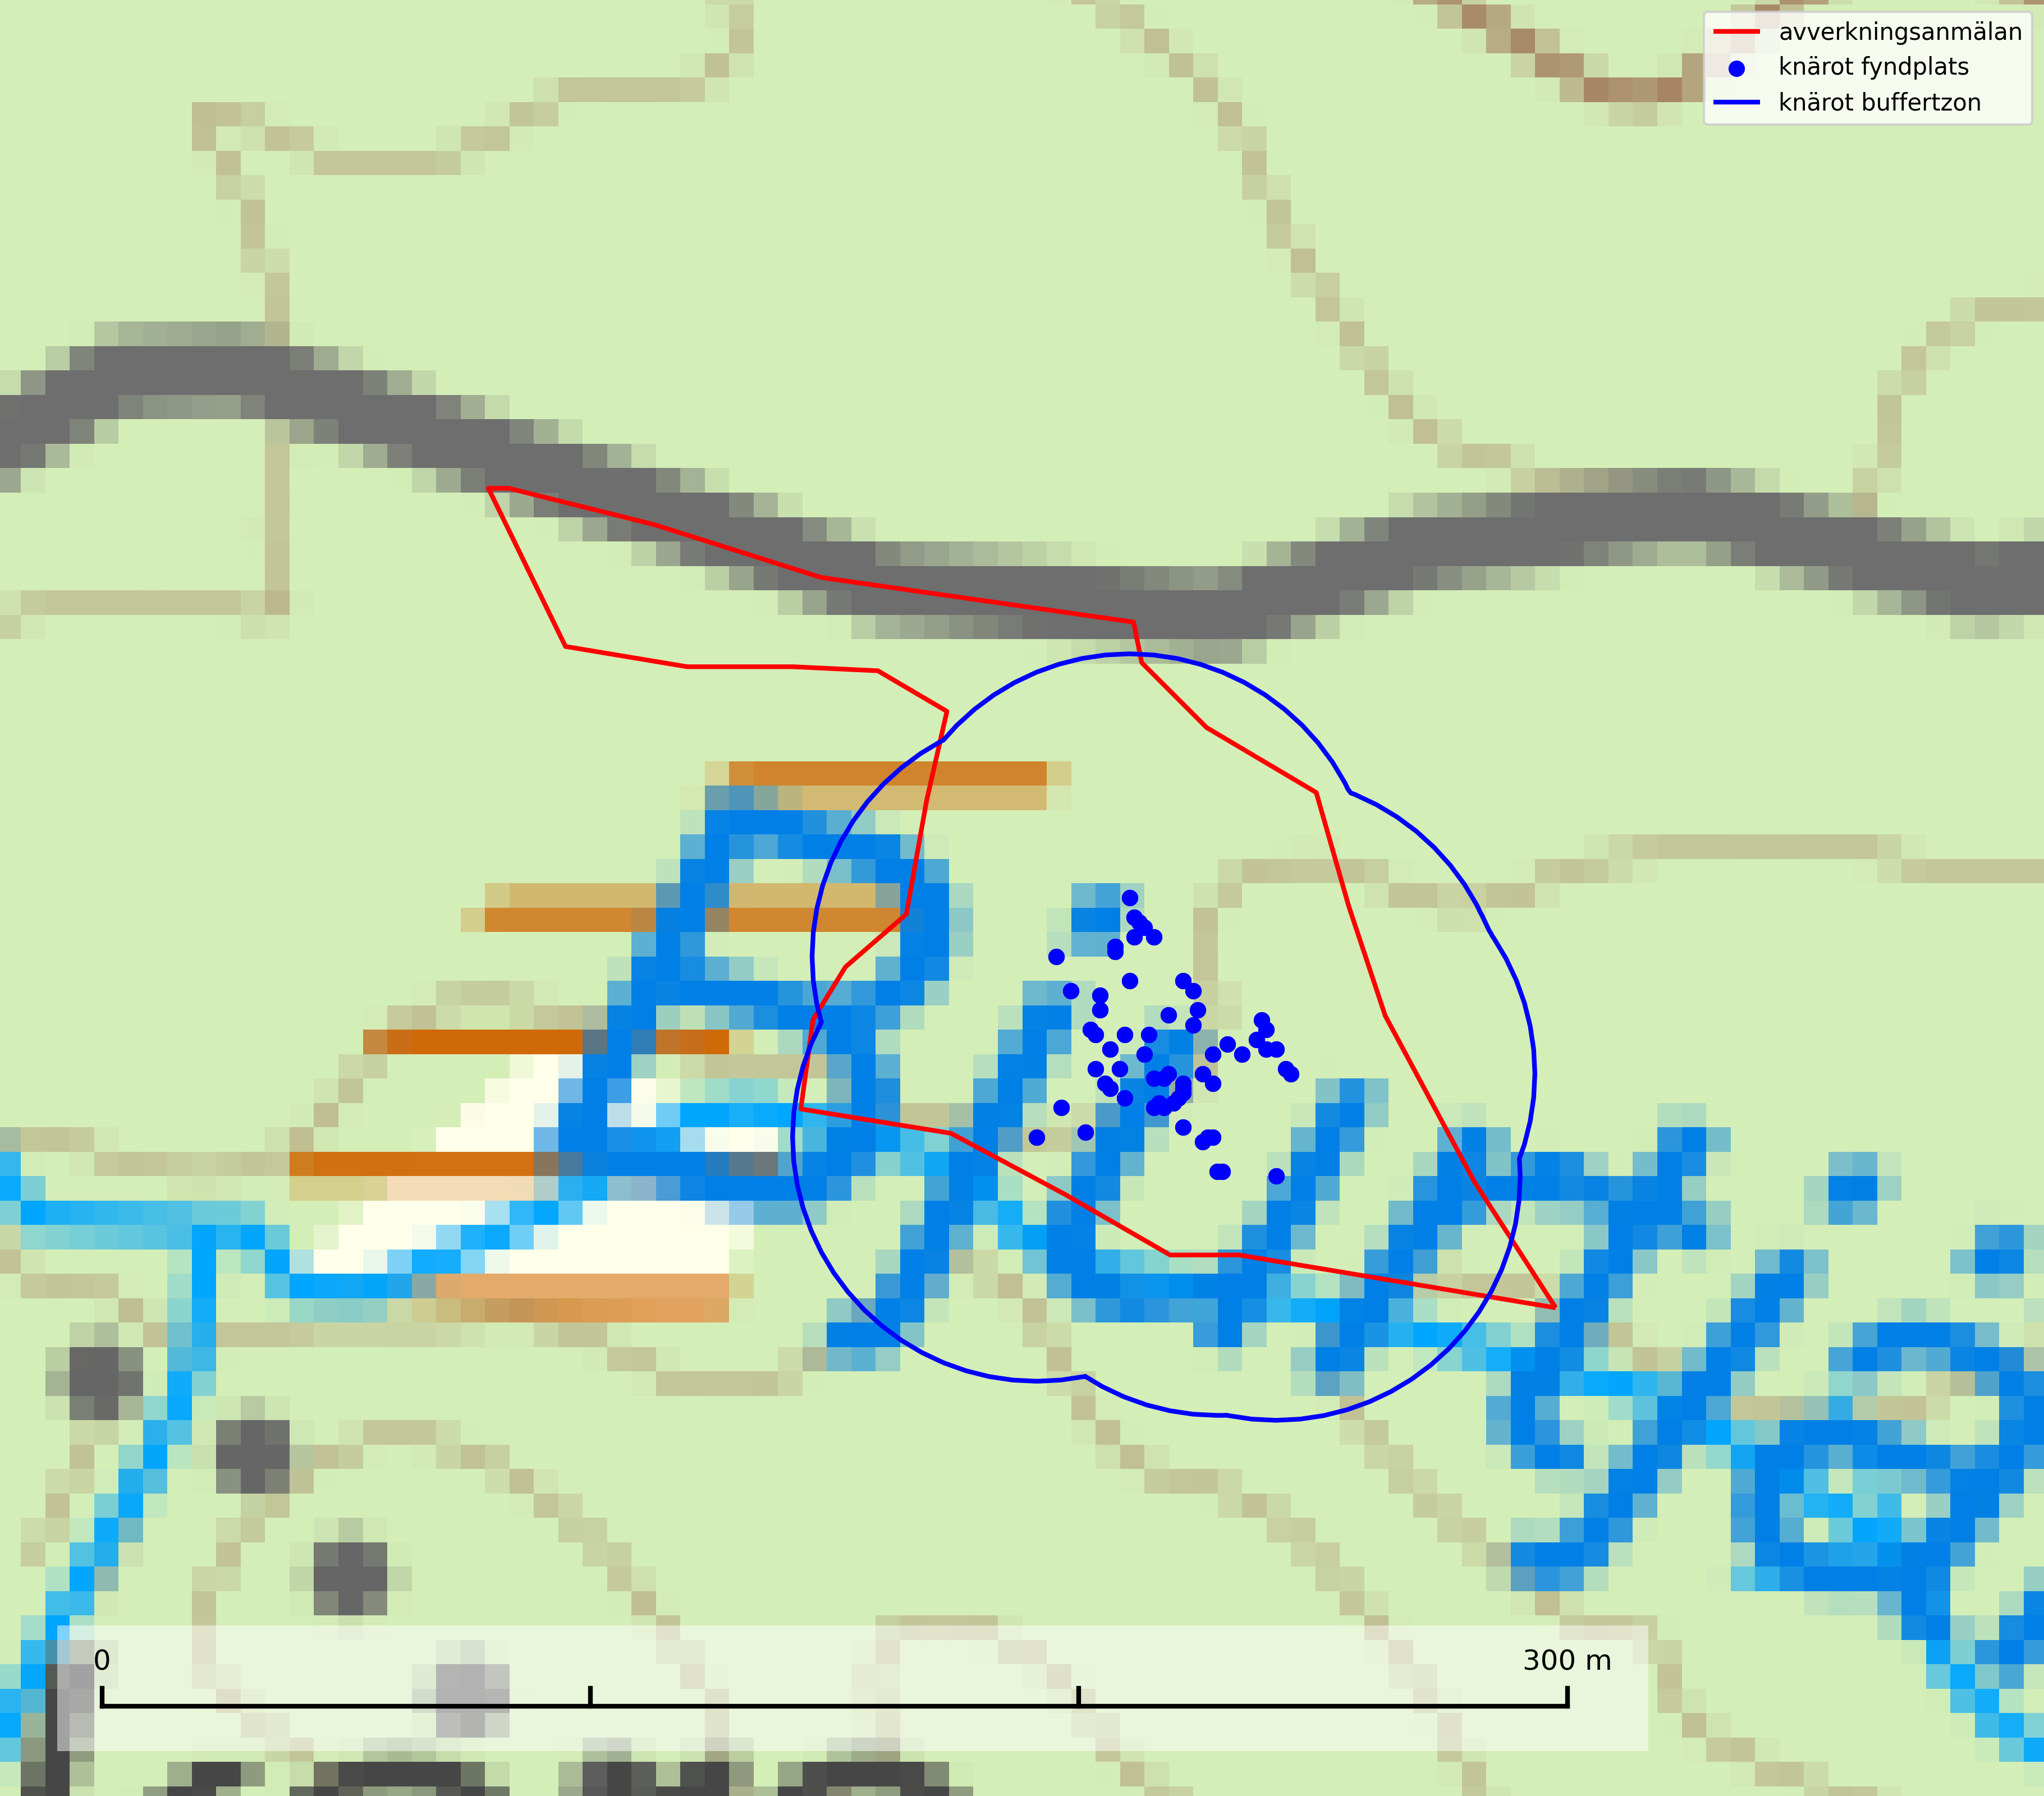 avverkningsanmälan
knärot fyndplats
knärot buffertzon
0 300 m